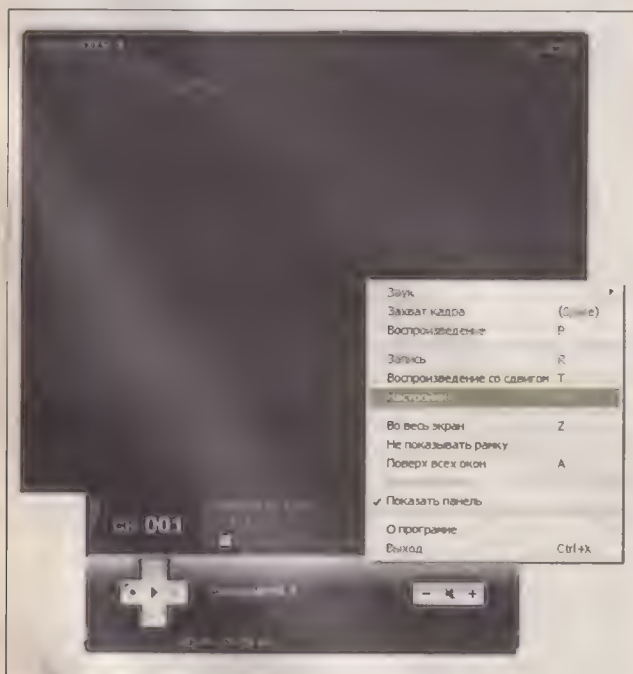 001
Звук
Захват кадра
Воспроизведение P
Запись R
Воспроизведение со сдвигом T
Настройки
Во весь экран Z
Не показывать рамку
Поверх всех окон A
✓ Показать панель
О программе
Выход Ctrl+X
- +